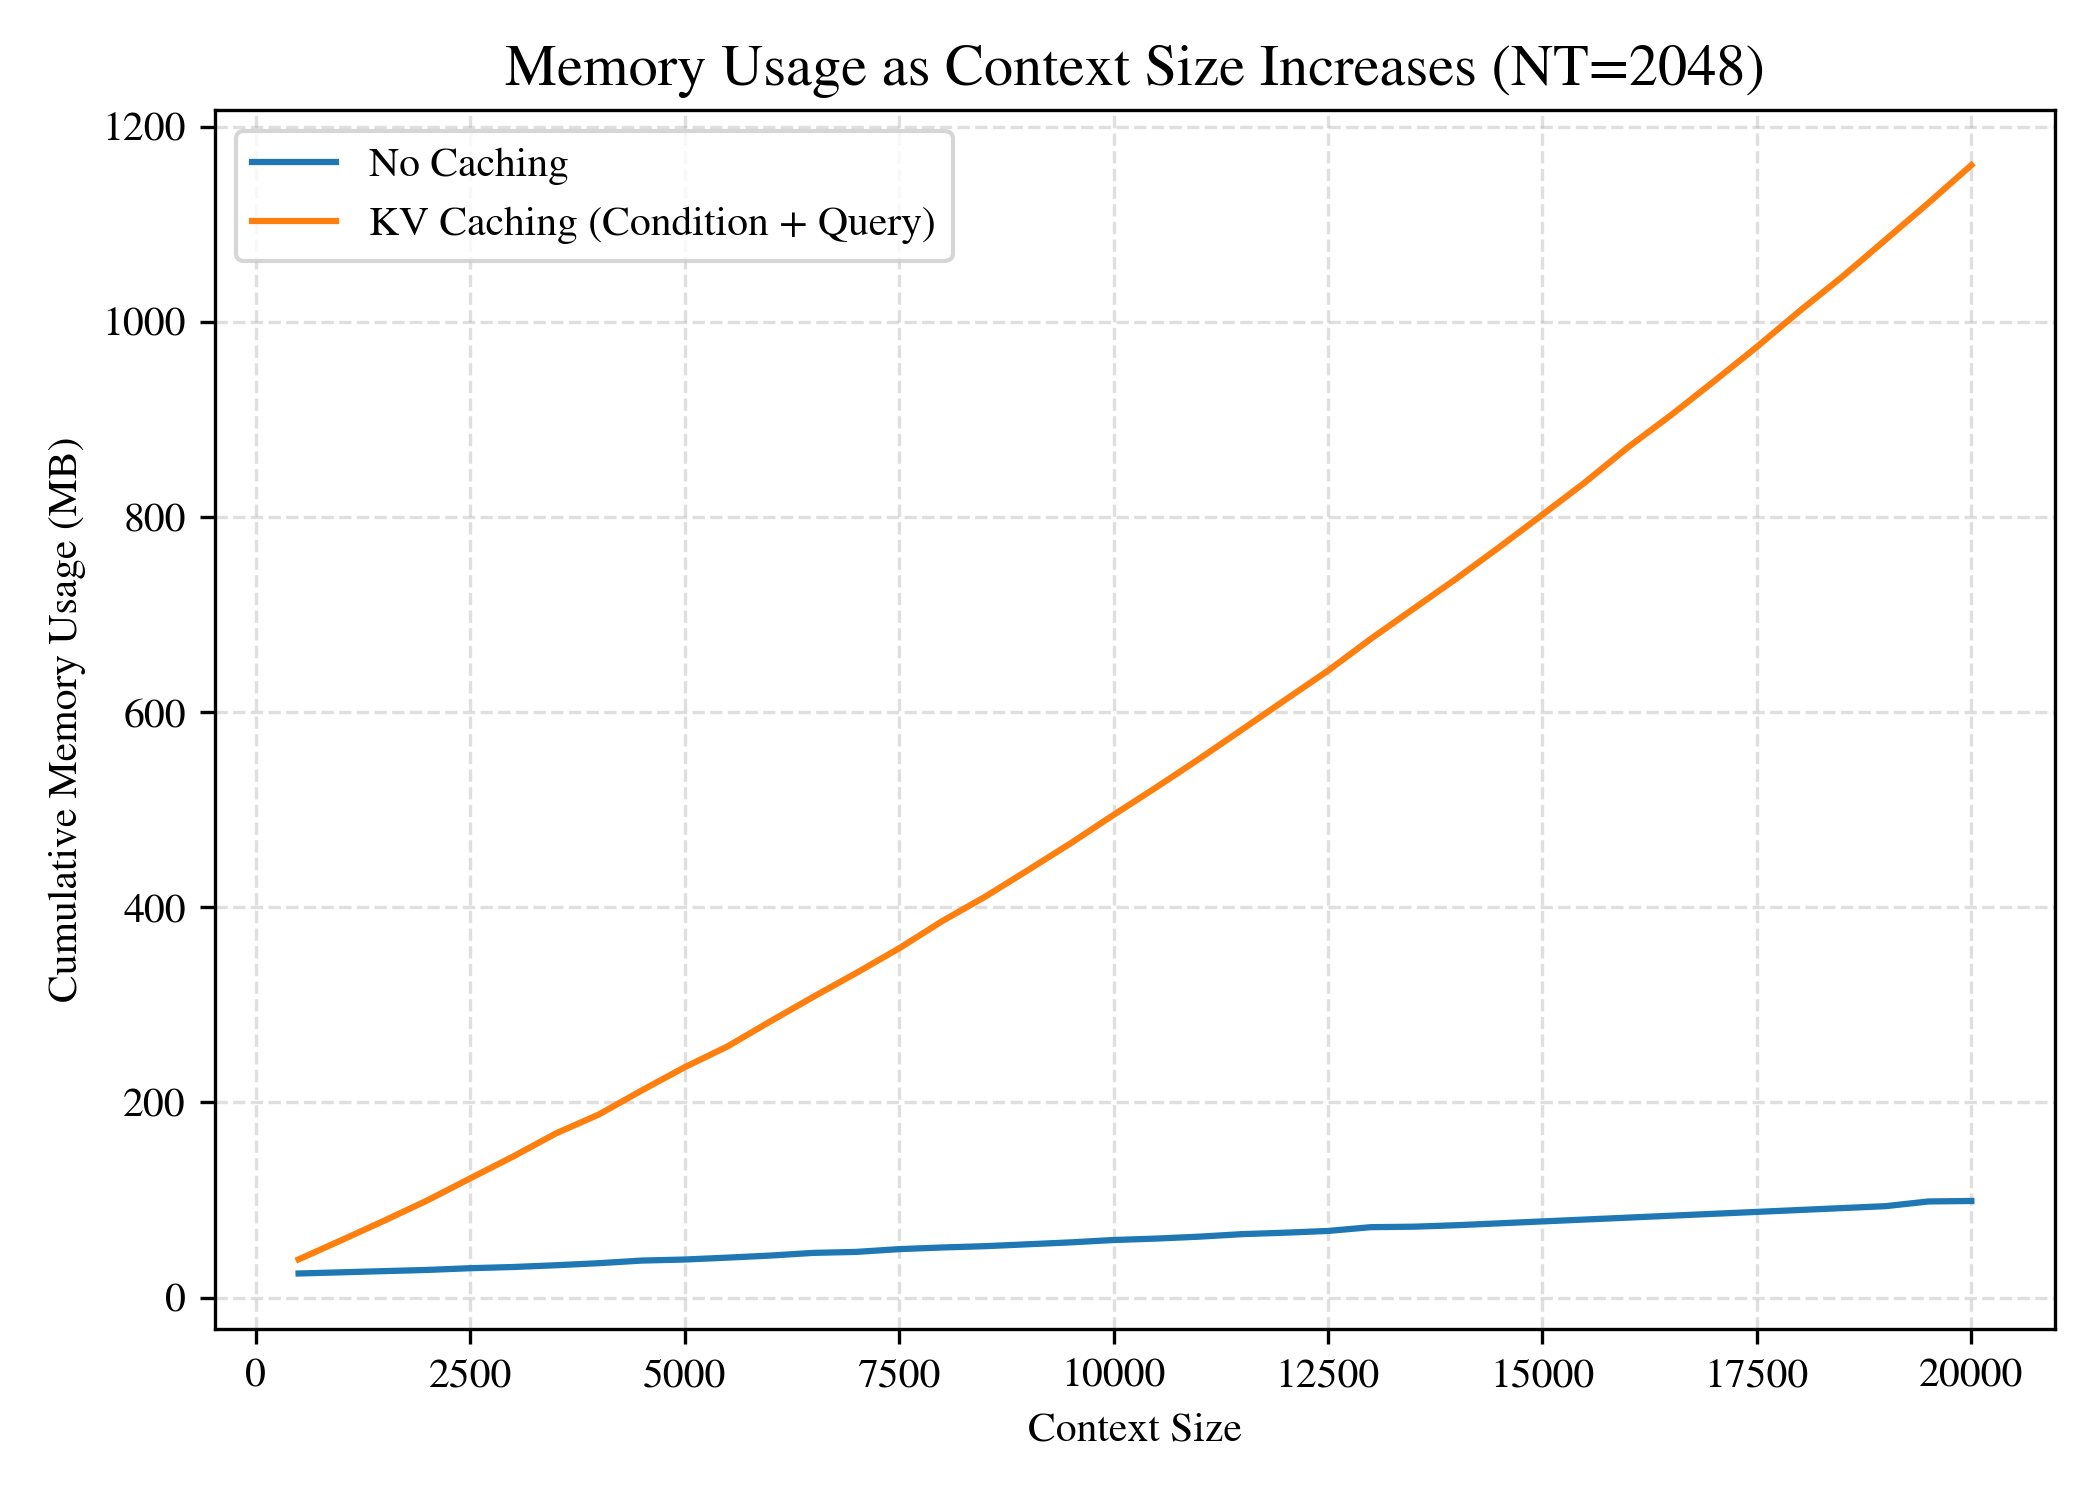 Memory Usage as Context Size Increases (NT=2048)
1200
1000
800
600
400
200
0
Cumulative Memory Usage (MB)
No Caching
KV Caching (Condition + Query)
0 2500 5000 7500 10000 12500 15000 17500 20000
Context Size